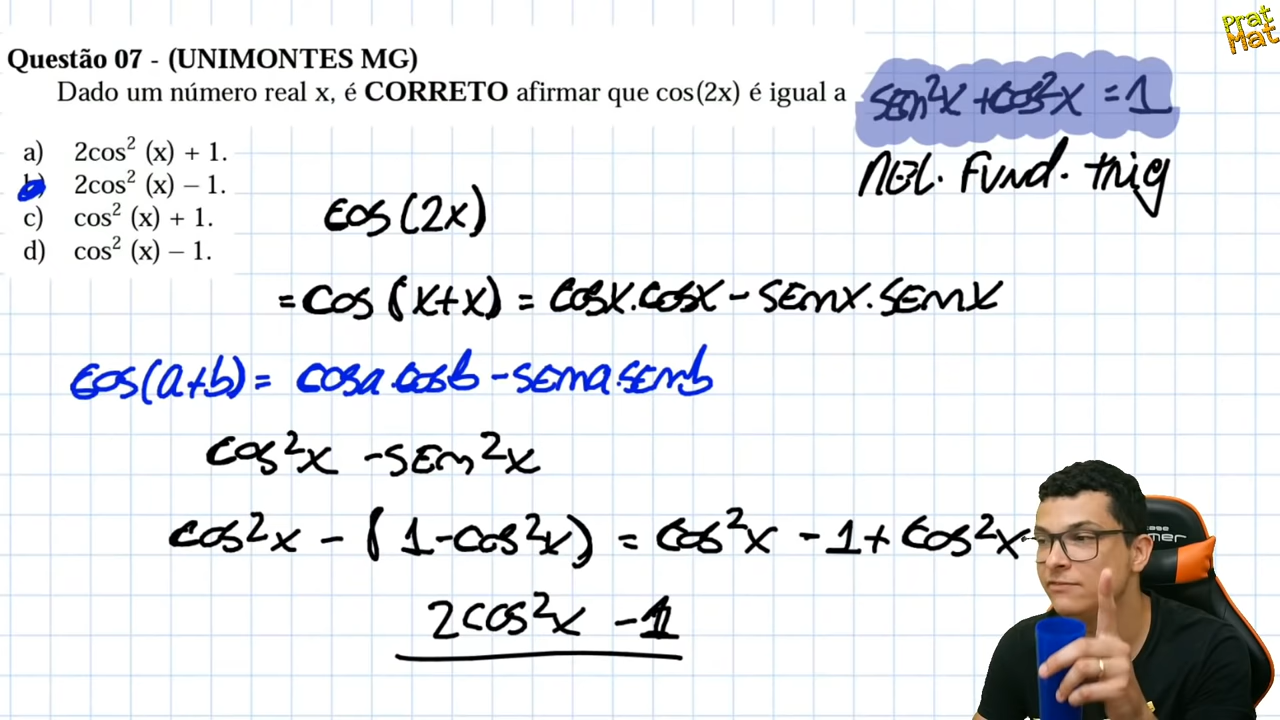 Prat
Mat
Questão 07 - (UNIMONTES MG)
Dado um número real x, é CORRETO afirmar que cos(2x) é igual a
a) 2cos² (x) + 1.
b) 2cos² (x) – 1.
c) cos² (x) + 1.
d) cos² (x) – 1.
sen²x + cos²x = 1
REL. Fund. trig
cos(2x)
= cos (x+x) = cosx.cosx - senx.senx
cos(a+b) = cosa.cosb - sena.senb
cos²x - sen²x
cos²x - (1-cos²x) = cos²x - 1 + cos²x
2cos²x - 1